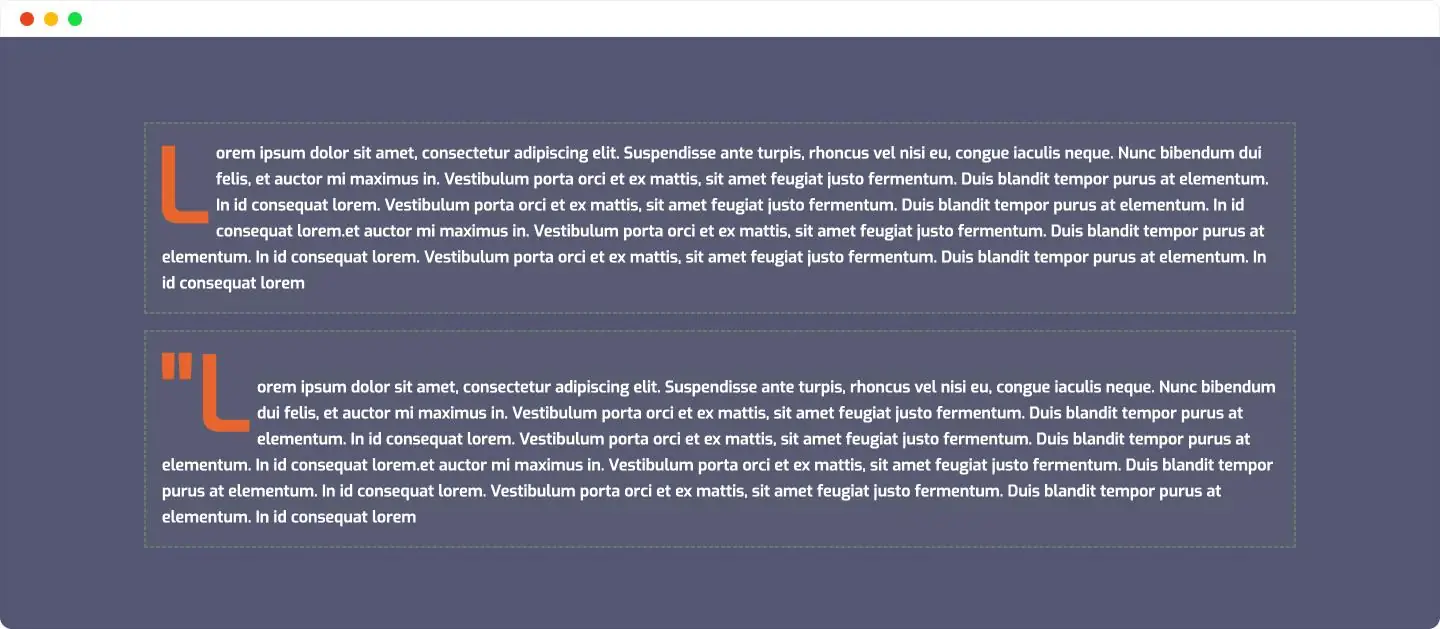 Lorem ipsum dolor sit amet, consectetur adipiscing elit. Suspendisse ante turpis, rhoncus vel nisi eu, congue iaculis neque. Nunc bibendum dui
felis, et auctor mi maximus in. Vestibulum porta orci et ex mattis, sit amet feugiat justo fermentum. Duis blandit tempor purus at elementum.
In id consequat lorem. Vestibulum porta orci et ex mattis, sit amet feugiat justo fermentum. Duis blandit tempor purus at elementum. In id
consequat lorem.et auctor mi maximus in. Vestibulum porta orci et ex mattis, sit amet feugiat justo fermentum. Duis blandit tempor purus at
elementum. In id consequat lorem. Vestibulum porta orci et ex mattis, sit amet feugiat justo fermentum. Duis blandit tempor purus at elementum. In
id consequat lorem
"Lorem ipsum dolor sit amet, consectetur adipiscing elit. Suspendisse ante turpis, rhoncus vel nisi eu, congue iaculis neque. Nunc bibendum
dui felis, et auctor mi maximus in. Vestibulum porta orci et ex mattis, sit amet feugiat justo fermentum. Duis blandit tempor purus at
elementum. In id consequat lorem. Vestibulum porta orci et ex mattis, sit amet feugiat justo fermentum. Duis blandit tempor purus at
elementum. In id consequat lorem.et auctor mi maximus in. Vestibulum porta orci et ex mattis, sit amet feugiat justo fermentum. Duis blandit tempor
purus at elementum. In id consequat lorem. Vestibulum porta orci et ex mattis, sit amet feugiat justo fermentum. Duis blandit tempor purus at
elementum. In id consequat lorem